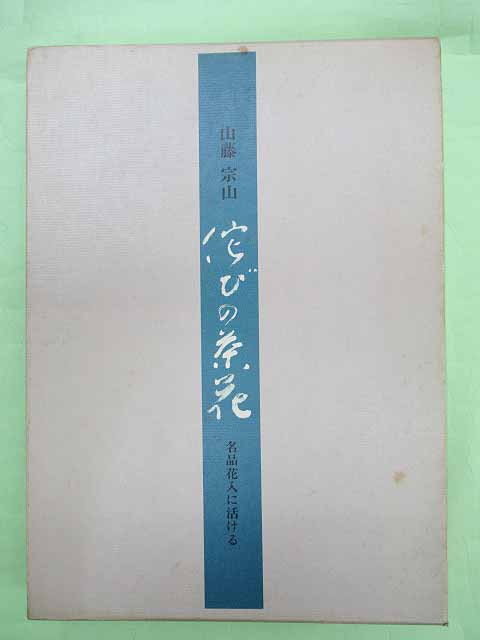 山藤 宗山
侘びの茶花
名品花入に活ける